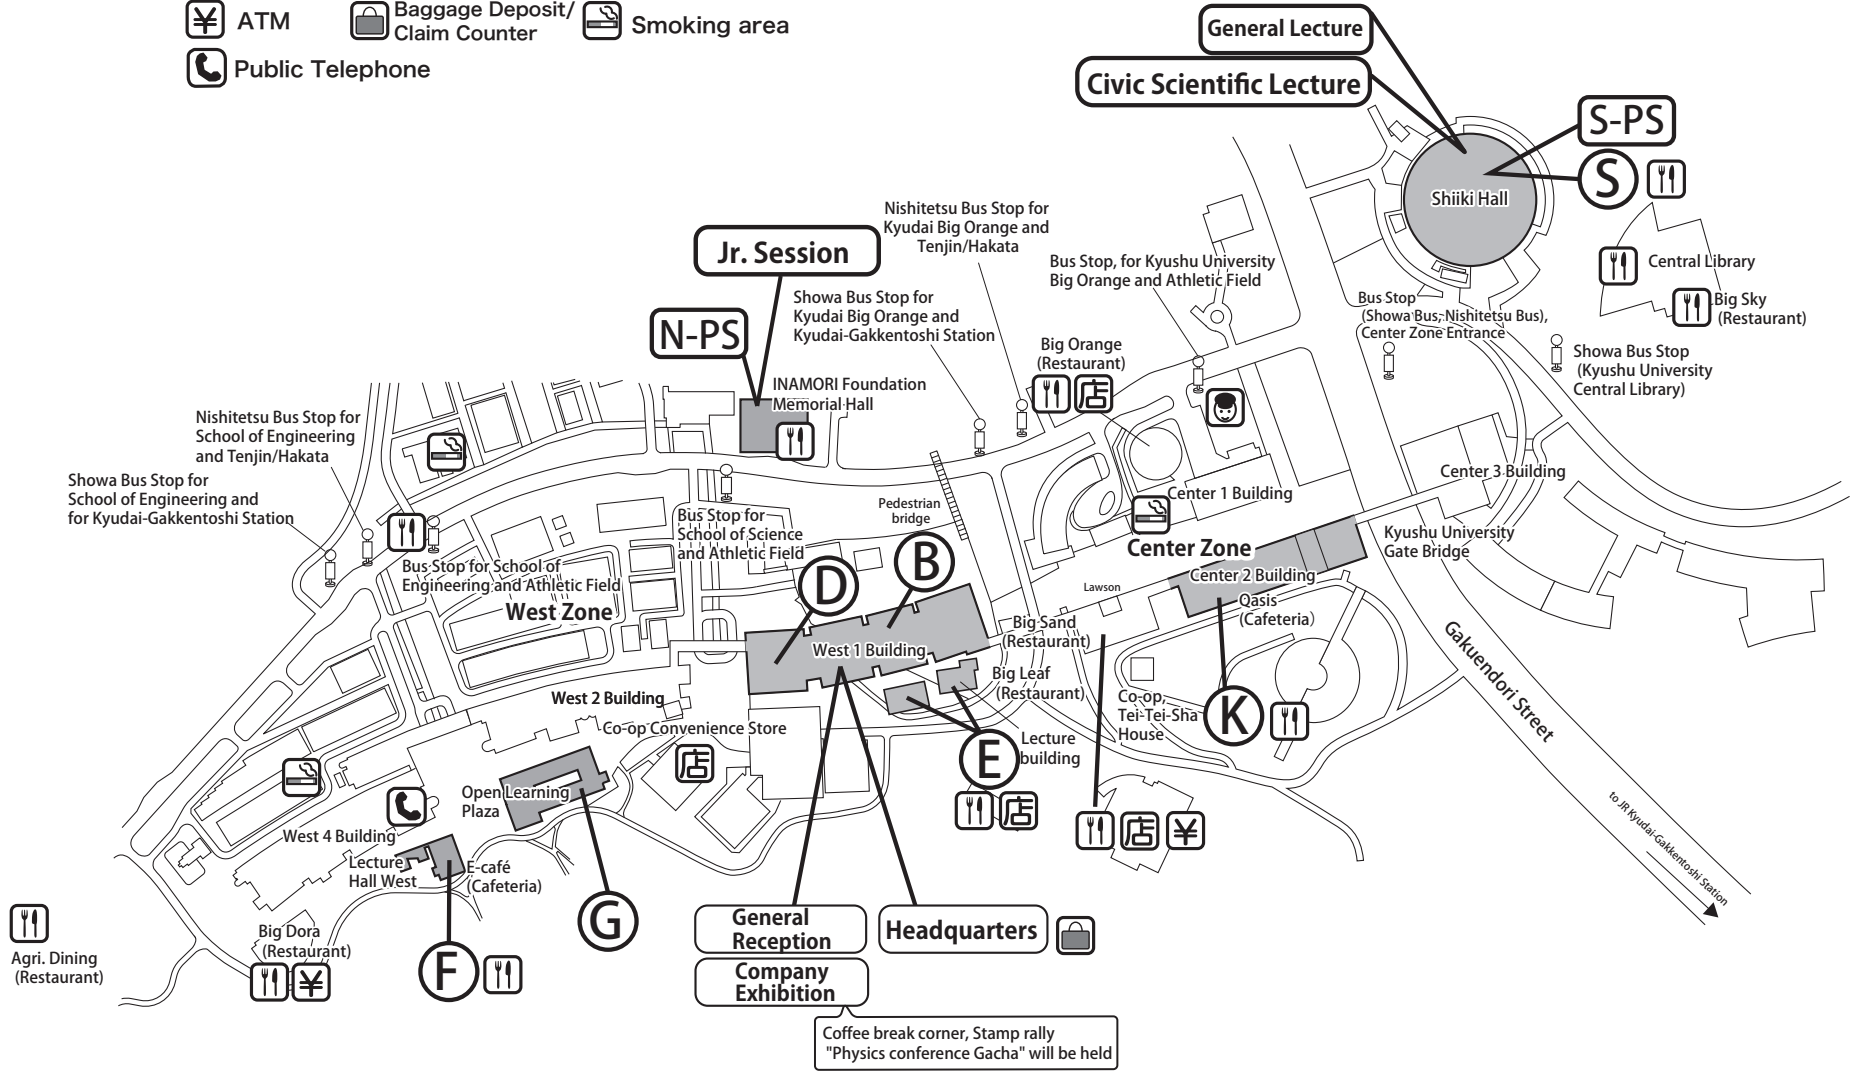 ATM
Baggage Deposit/
Claim Counter
Smoking area
Public Telephone
General Lecture
Civic Scientific Lecture
S-PS
S
Shiiki Hall
Central Library
Big Sky
(Restaurant)
Nishitetsu Bus Stop for
Kyudai Big Orange and
Tenjin/Hakata
Jr. Session
Bus Stop, for Kyushu University
Big Orange and Athletic Field
Showa Bus Stop for
Kyudai Big Orange and
Kyudai-Gakkentoshi Station
N-PS
Bus Stop
(Showa Bus, Nishitetsu Bus),
Center Zone Entrance
Showa Bus Stop
(Kyushu University
Central Library)
Big Orange
(Restaurant)
店
INAMORI Foundation
Memorial Hall
Nishitetsu Bus Stop for
School of Engineering
and Tenjin/Hakata
Showa Bus Stop for
School of Engineering and
for Kyudai-Gakkentoshi Station
Center 3 Building
Center 1 Building
Pedestrian
bridge
Bus Stop for
School of Science
and Athletic Field
Kyushu University
Gate Bridge
Center Zone
Center 2 Building
Bus Stop for School of
Engineering and Athletic Field
West Zone
D
B
Lawson
Qasis
(Cafeteria)
Big Sand
(Restaurant)
West 1 Building
Big Leaf
(Restaurant)
West 2 Building
Co-op,
Tei-Tei-Sha
House
K
Gakuendori Street
Co-op Convenience Store
店
E
Lecture
building
店
店
¥
Open Learning
Plaza
West 4 Building
Lecture
Hall West
E-café
(Cafeteria)
to JR Kyudai-Gakkentoshi Station
G
General
Reception
Headquarters
Agri. Dining
(Restaurant)
Big Dora
(Restaurant)
¥
F
Company
Exhibition
Coffee break corner, Stamp rally
"Physics conference Gacha" will be held